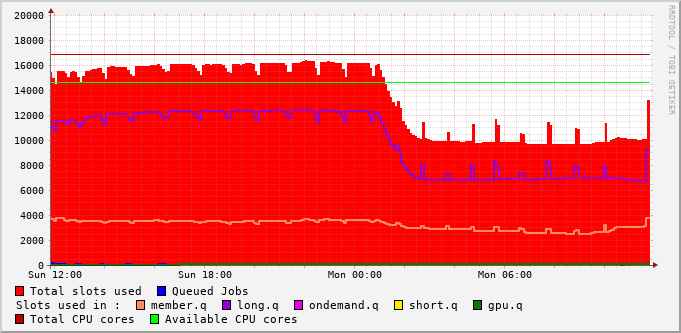 20000
18000
16000
14000
12000
10000
8000
6000
4000
2000
0
Sun 12:00 Sun 18:00 Mon 00:00 Mon 06:00
Total slots used Queued Jobs
Slots used in : member.q long.q ondemand.q short.q gpu.q
Total CPU cores Available CPU cores
RRDTOOL / TOBI OETIKER